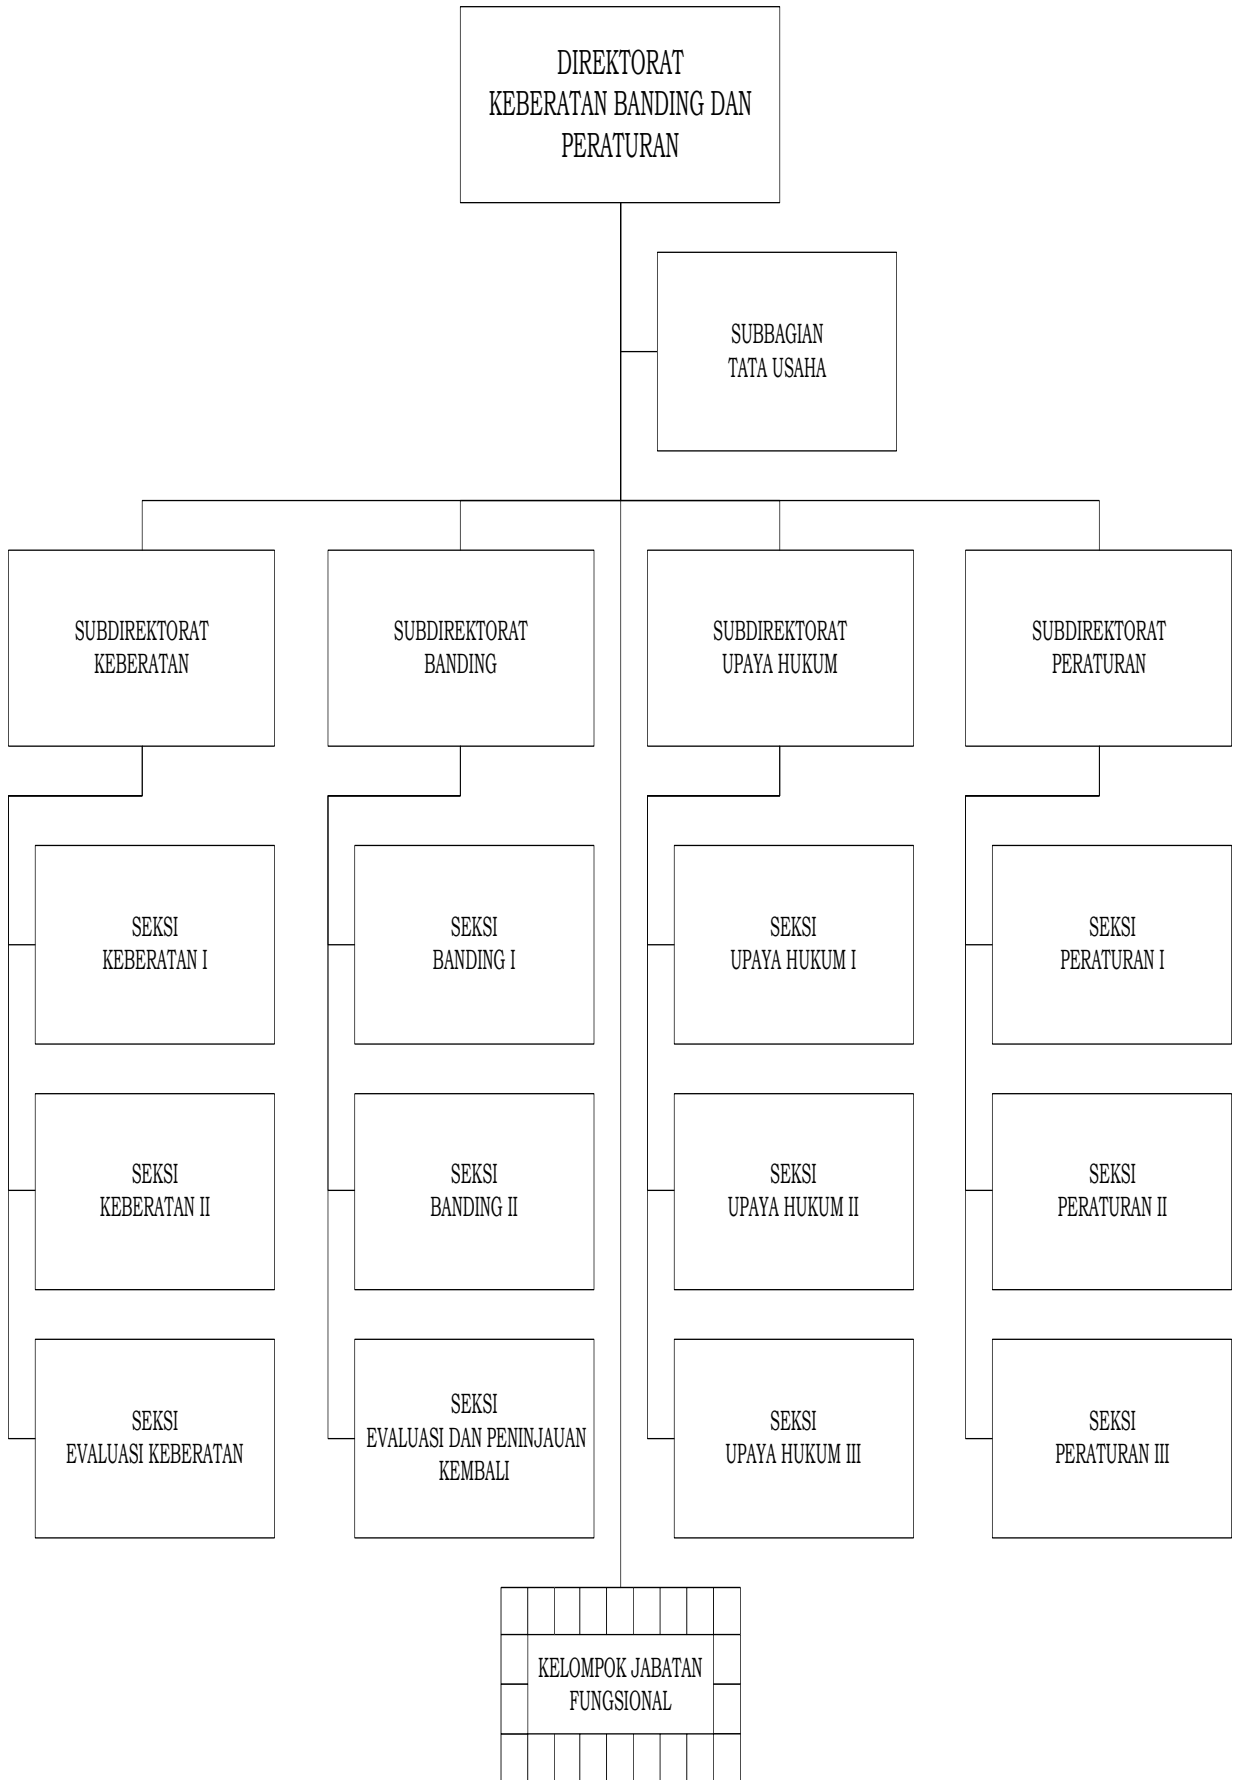 DIREKTORAT
KEBERATAN BANDING DAN
PERATURAN
SUBBAGIAN
TATA USAHA
SUBDIREKTORAT
KEBERATAN
SUBDIREKTORAT
BANDING
SUBDIREKTORAT
UPAYA HUKUM
SUBDIREKTORAT
PERATURAN
SEKSI
KEBERATAN I
SEKSI
BANDING I
SEKSI
UPAYA HUKUM I
SEKSI
PERATURAN I
SEKSI
KEBERATAN II
SEKSI
BANDING II
SEKSI
UPAYA HUKUM II
SEKSI
PERATURAN II
SEKSI
EVALUASI KEBERATAN
SEKSI
EVALUASI DAN PENINJAUAN
KEMBALI
SEKSI
UPAYA HUKUM III
SEKSI
PERATURAN III
KELOMPOK JABATAN
FUNGSIONAL